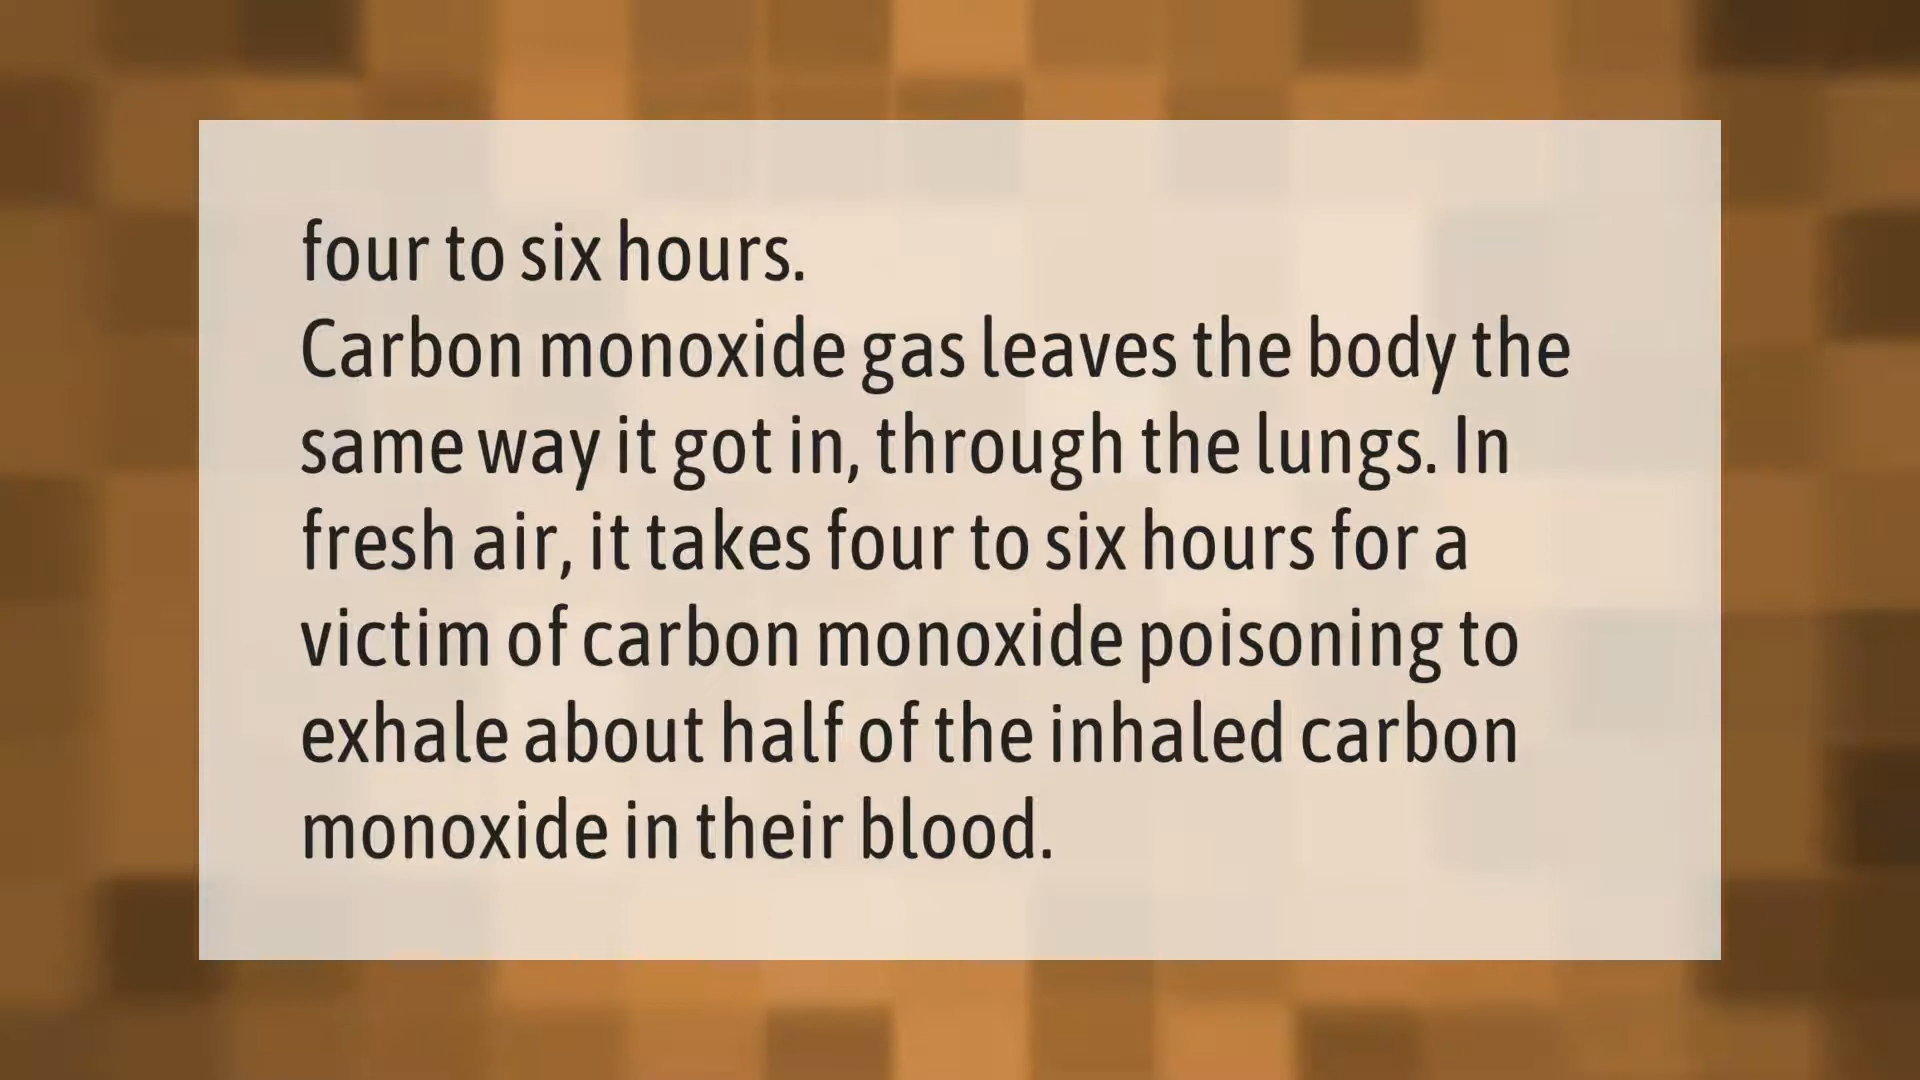 four to six hours.
Carbon monoxide gas leaves the body the
same way it got in, through the lungs. In
fresh air, it takes four to six hours for a
victim of carbon monoxide poisoning to
exhale about half of the inhaled carbon
monoxide in their blood.